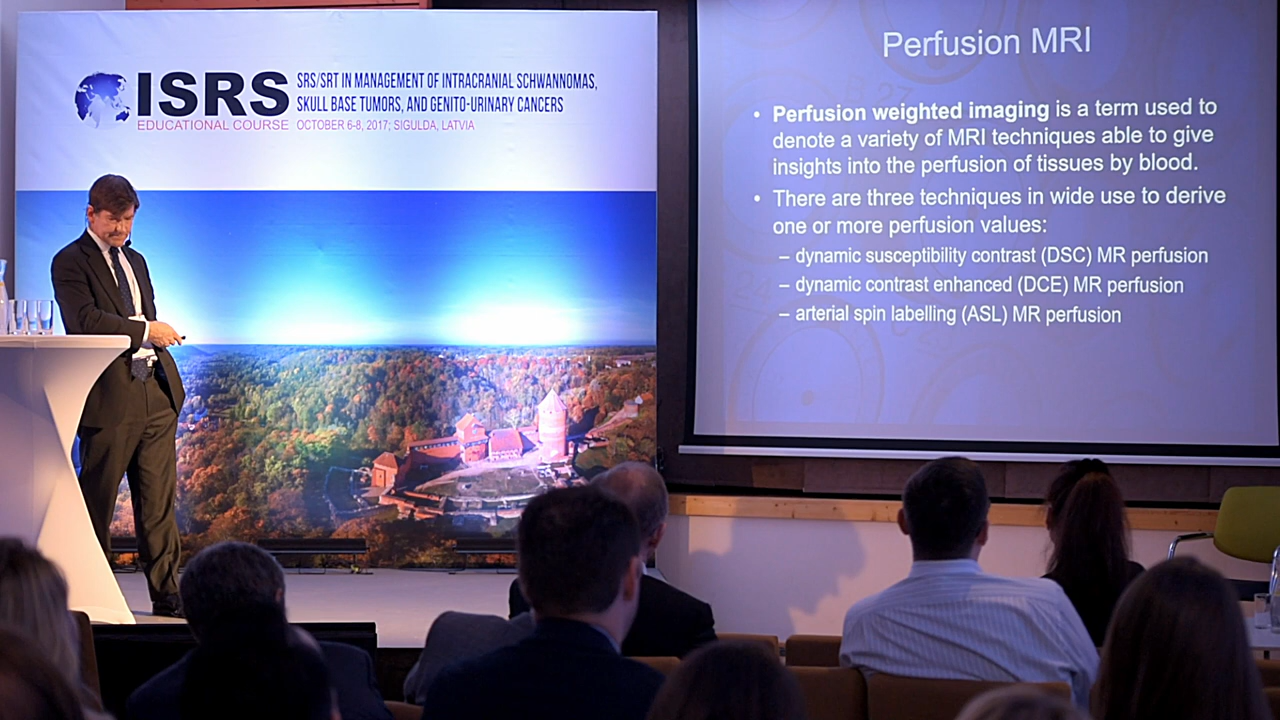 ISRS
EDUCATIONAL COURSE
SRS/SRT IN MANAGEMENT OF INTRACRANIAL SCHWANNOMAS,
SKULL BASE TUMORS, AND GENITO-URINARY CANCERS
OCTOBER 6-8, 2017; SIGULDA, LATVIA
Perfusion MRI
• Perfusion weighted imaging is a term used to
denote a variety of MRI techniques able to give
insights into the perfusion of tissues by blood.
• There are three techniques in wide use to derive
one or more perfusion values:
– dynamic susceptibility contrast (DSC) MR perfusion
– dynamic contrast enhanced (DCE) MR perfusion
– arterial spin labelling (ASL) MR perfusion